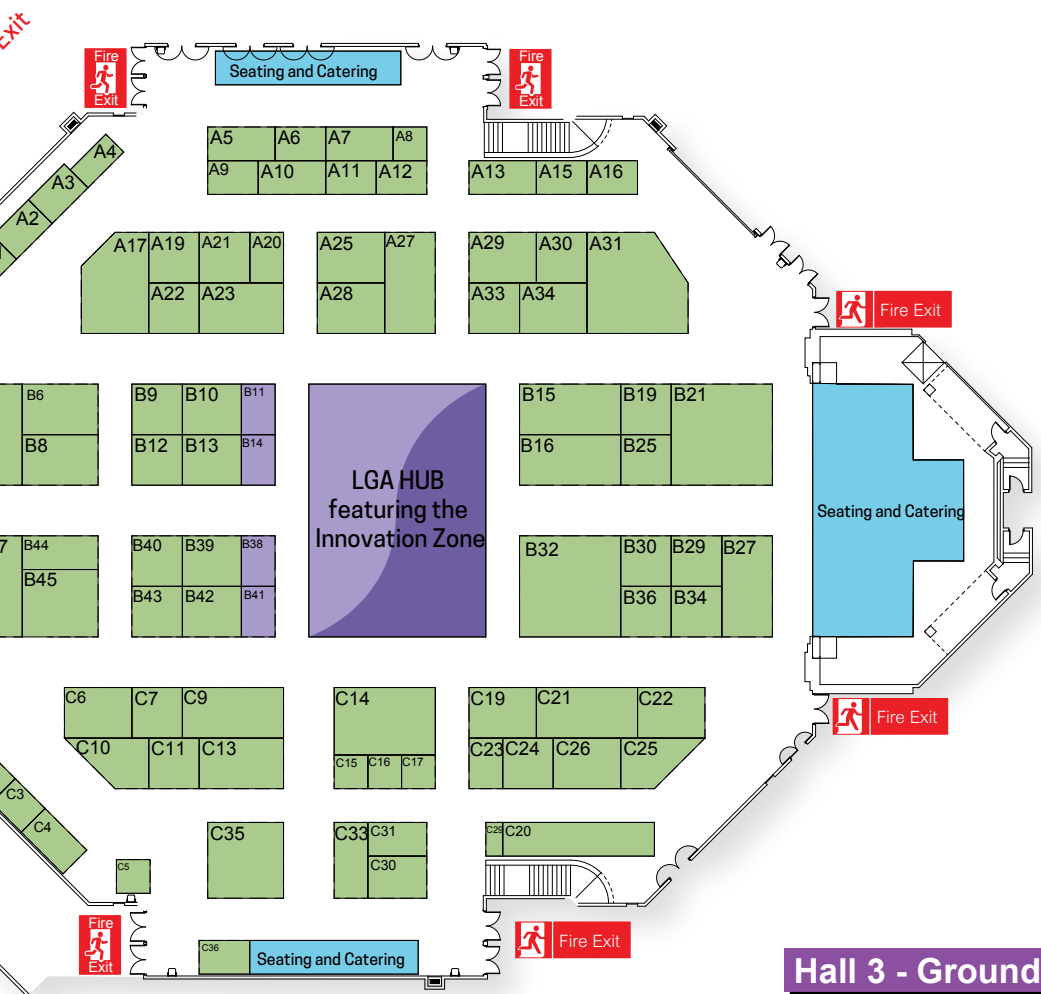 Exit
Fire
Exit
Seating and Catering
Fire
Exit
A5 A6 A7 A8
A4
A9 A10 A11 A12
A13 A15 A16
A3
A2
A17 A19 A21 A20
A25 A27
A29 A30 A31
A22 A23
A28
A33 A34
Fire Exit
B6
B9 B10 B11
B15 B19 B21
B8
B12 B13 B14
B16 B25
LGA HUB
featuring the
Innovation Zone
Seating and Catering
B44
B40 B39 B38
B32 B30 B29 B27
B45
B43 B42 B41
B36 B34
C6 C7 C9
C14
C19 C21 C22
Fire Exit
C10 C11 C13
C15 C16 C17
C23 C24 C26 C25
C3
C4
C35
C33 C31
C29 C20
C30
C5
Fire
Exit
C36
Seating and Catering
Fire Exit
Hall 3 - Ground